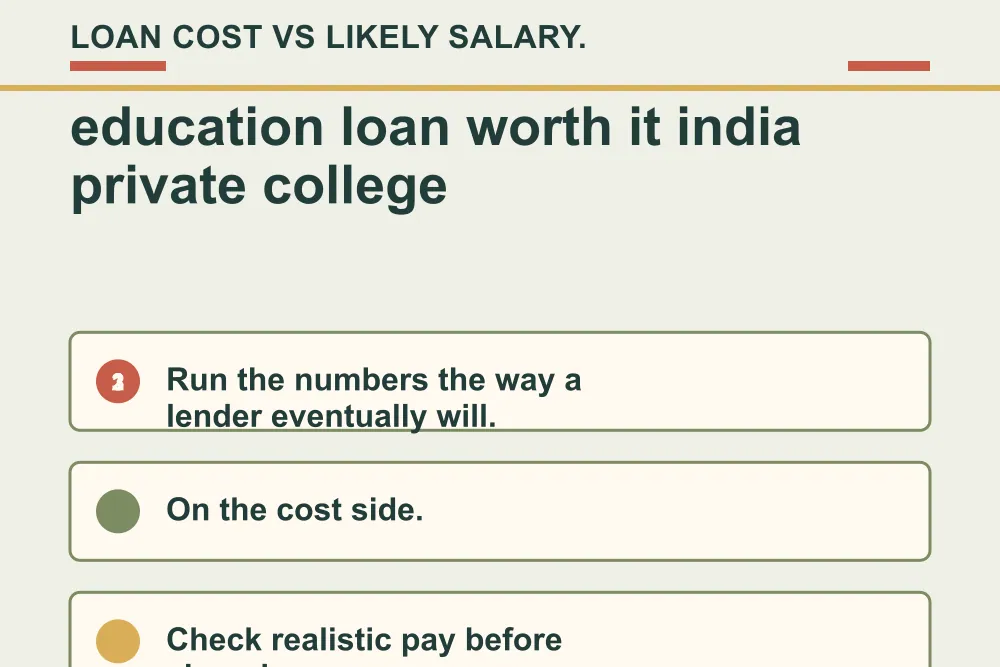 LOAN COST VS LIKELY SALARY.
education loan worth it india
private college
Run the numbers the way a
lender eventually will.
On the cost side.
Check realistic pay before